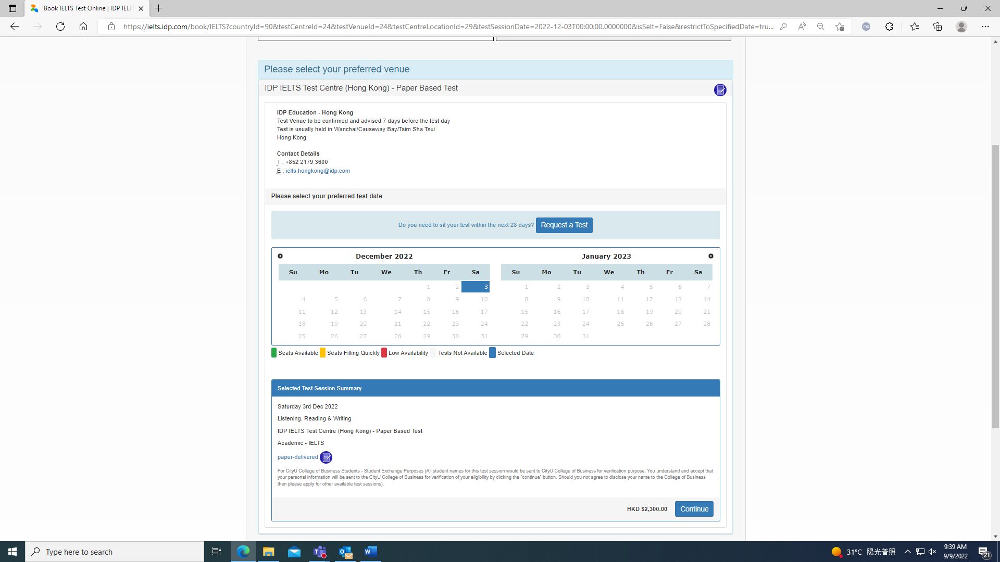 Book IELTS Test Online | IDP IELTS
https://ielts.idp.com/book/IELTS?countryId=90&testCentreId=24&testVenueId=24&testCentreLocationId=29&testSessionDate=2022-12-03T00:00:00.0000000&isSelt=False&restrictToSpecifiedDate=tru...
Please select your preferred venue
IDP IELTS Test Centre (Hong Kong) - Paper Based Test
IDP Education - Hong Kong
Test Venue to be confirmed and advised 7 days before the test day
Test is usually held in Wanchai/Causeway Bay/Tsim Sha Tsui
Hong Kong
Contact Details
T : +852 2179 3600
E : ielts.hongkong@idp.com
Please select your preferred test date
Do you need to sit your test within the next 28 days? Request a Test
December 2022
Su Mo Tu We Th Fr Sa
1 2 3
4 5 6 7 8 9 10
11 12 13 14 15 16 17
18 19 20 21 22 23 24
25 26 27 28 29 30 31
January 2023
Su Mo Tu We Th Fr Sa
1 2 3 4 5 6 7
8 9 10 11 12 13 14
15 16 17 18 19 20 21
22 23 24 25 26 27 28
29 30 31
Seats Available Seats Filling Quickly Low Availability Tests Not Available Selected Date
Selected Test Session Summary
Saturday 3rd Dec 2022
Listening, Reading & Writing
IDP IELTS Test Centre (Hong Kong) - Paper Based Test
Academic - IELTS
paper-delivered
For CityU College of Business Students - Student Exchange Purposes (All student names for this test session would be sent to CityU College of Business for verification purpose. You understand and accept that
your personal information will be sent to the CityU College of Business for verification of your eligibility by clicking the "continue" button. Should you not agree to disclose your name to the College of Business
then please apply for other available test sessions).
HKD $2,300.00 Continue
Type here to search
31°C 陽光普照
9:39 AM
9/9/2022
21